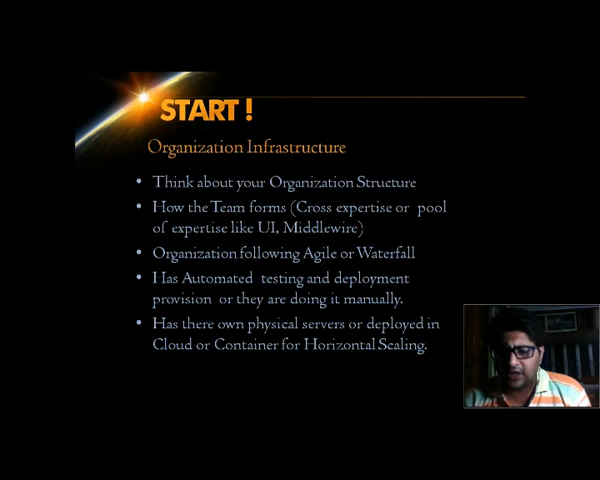 START !
Organization Infrastructure
• Think about your Organization Structure
• How the Team forms (Cross expertise or pool
of expertise like UI, Middlewire)
• Organization following Agile or Waterfall
• Has Automated testing and deployment
provision or they are doing it manually.
• Has there own physical servers or deployed in
Cloud or Container for Horizontal Scaling.